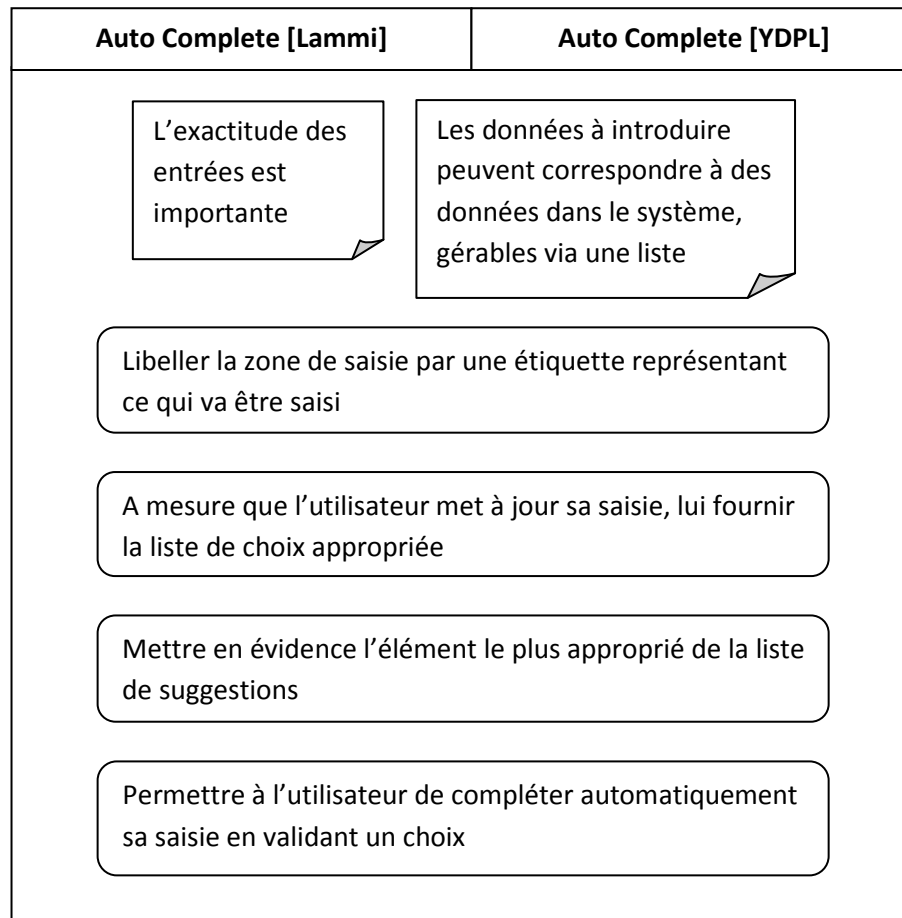 Auto Complete [Lammi]
Auto Complete [YDPL]
L’exactitude des
entrées est
importante
Les données à introduire
peuvent correspondre à des
données dans le système,
gérables via une liste
Libeller la zone de saisie par une étiquette représentant
ce qui va être saisi
A mesure que l’utilisateur met à jour sa saisie, lui fournir
la liste de choix appropriée
Mettre en évidence l’élément le plus approprié de la liste
de suggestions
Permettre à l’utilisateur de compléter automatiquement
sa saisie en validant un choix